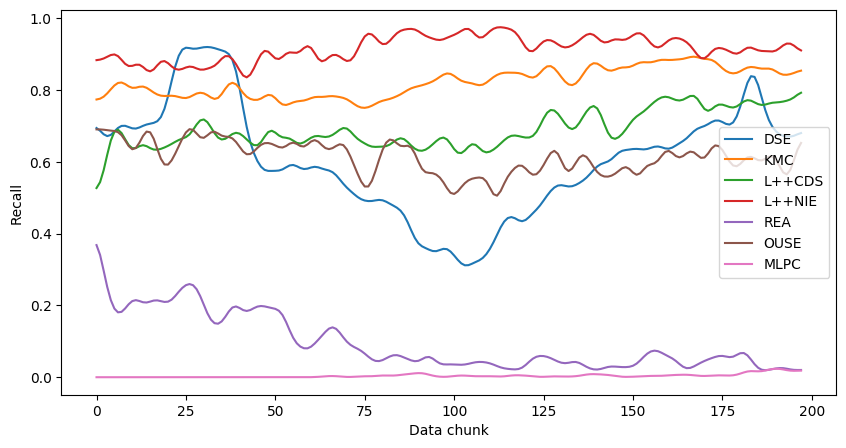 1.0
0.8
0.6
0.4
0.2
0.0
Recall
0
25
50
75
100
125
150
175
200
Data chunk
DSE
KMC
L++CDS
L++NIE
REA
OUSE
MLPC